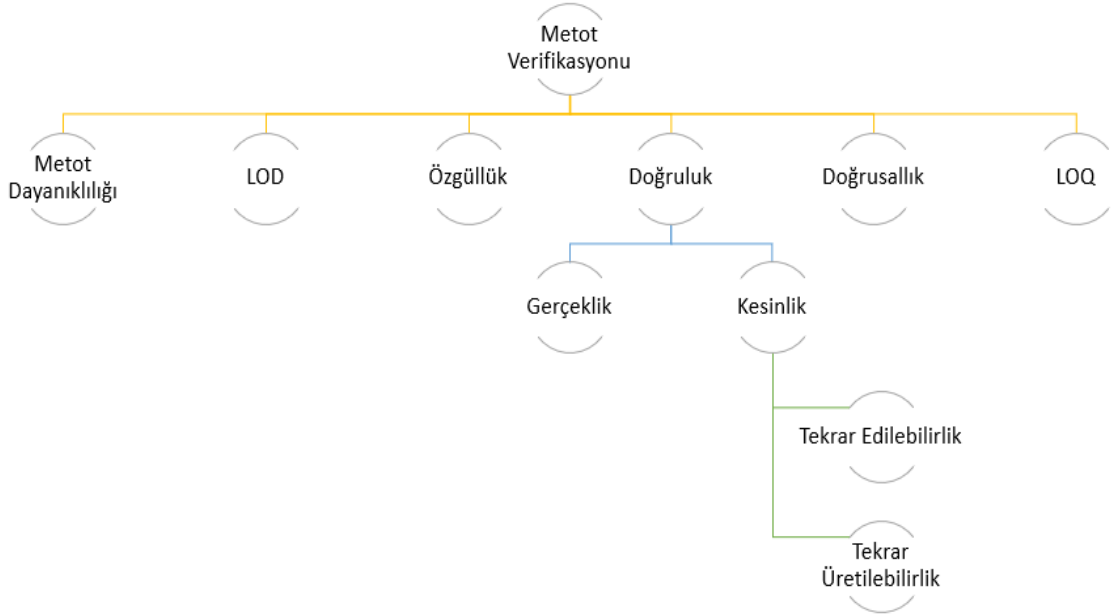 Metot
Verifikasyonu
Metot
Dayanıklılığı
LOD
Özgüllük
Doğruluk
Doğrusallık
LOQ
Gerçeklik
Kesinlik
Tekrar Edilebilirlik
Tekrar
Üretilebilirlik